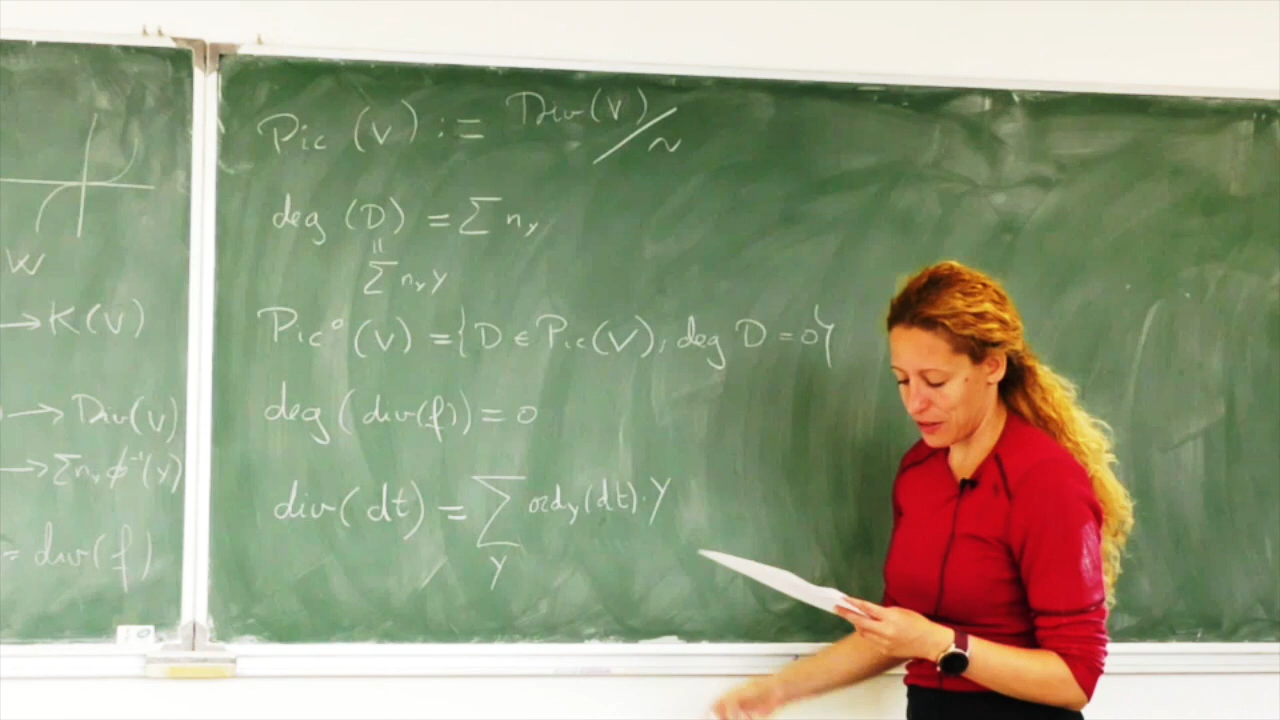 W
→ K(V)
→ Div(V)
→ Σn_Y φ⁻¹(Y)
= div(f)
Pic (V) := Div(V)/~
deg (D) = Σ n_Y
"
Σ n_Y Y
Pic°(V) = {D ∈ Pic(V), deg D = 0}
deg(div(f)) = 0
div(dt) = Σ ord_Y(dt)·Y
Y